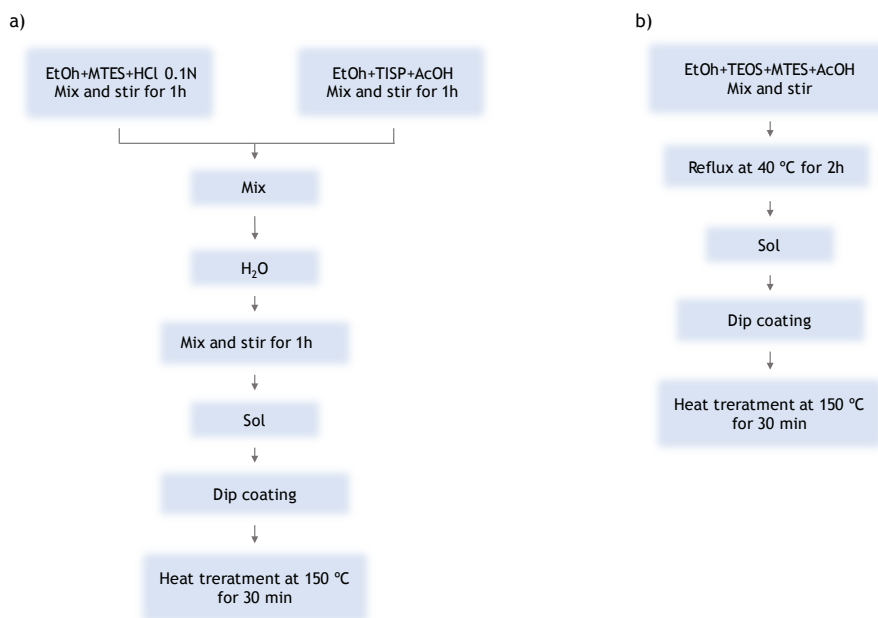 a)
EtOh+MTES+HCl 0.1N
Mix and stir for 1h
EtOh+TISP+AcOH
Mix and stir for 1h
Mix
H₂O
Mix and stir for 1h
Sol
Dip coating
Heat treratment at 150 ºC
for 30 min
b)
EtOh+TEOS+MTES+AcOH
Mix and stir
Reflux at 40 ºC for 2h
Sol
Dip coating
Heat treratment at 150 ºC
for 30 min